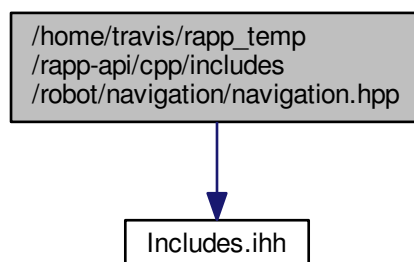 /home/travis/rapp_temp
/rapp-api/cpp/includes
/robot/navigation/navigation.hpp
Includes.ihh